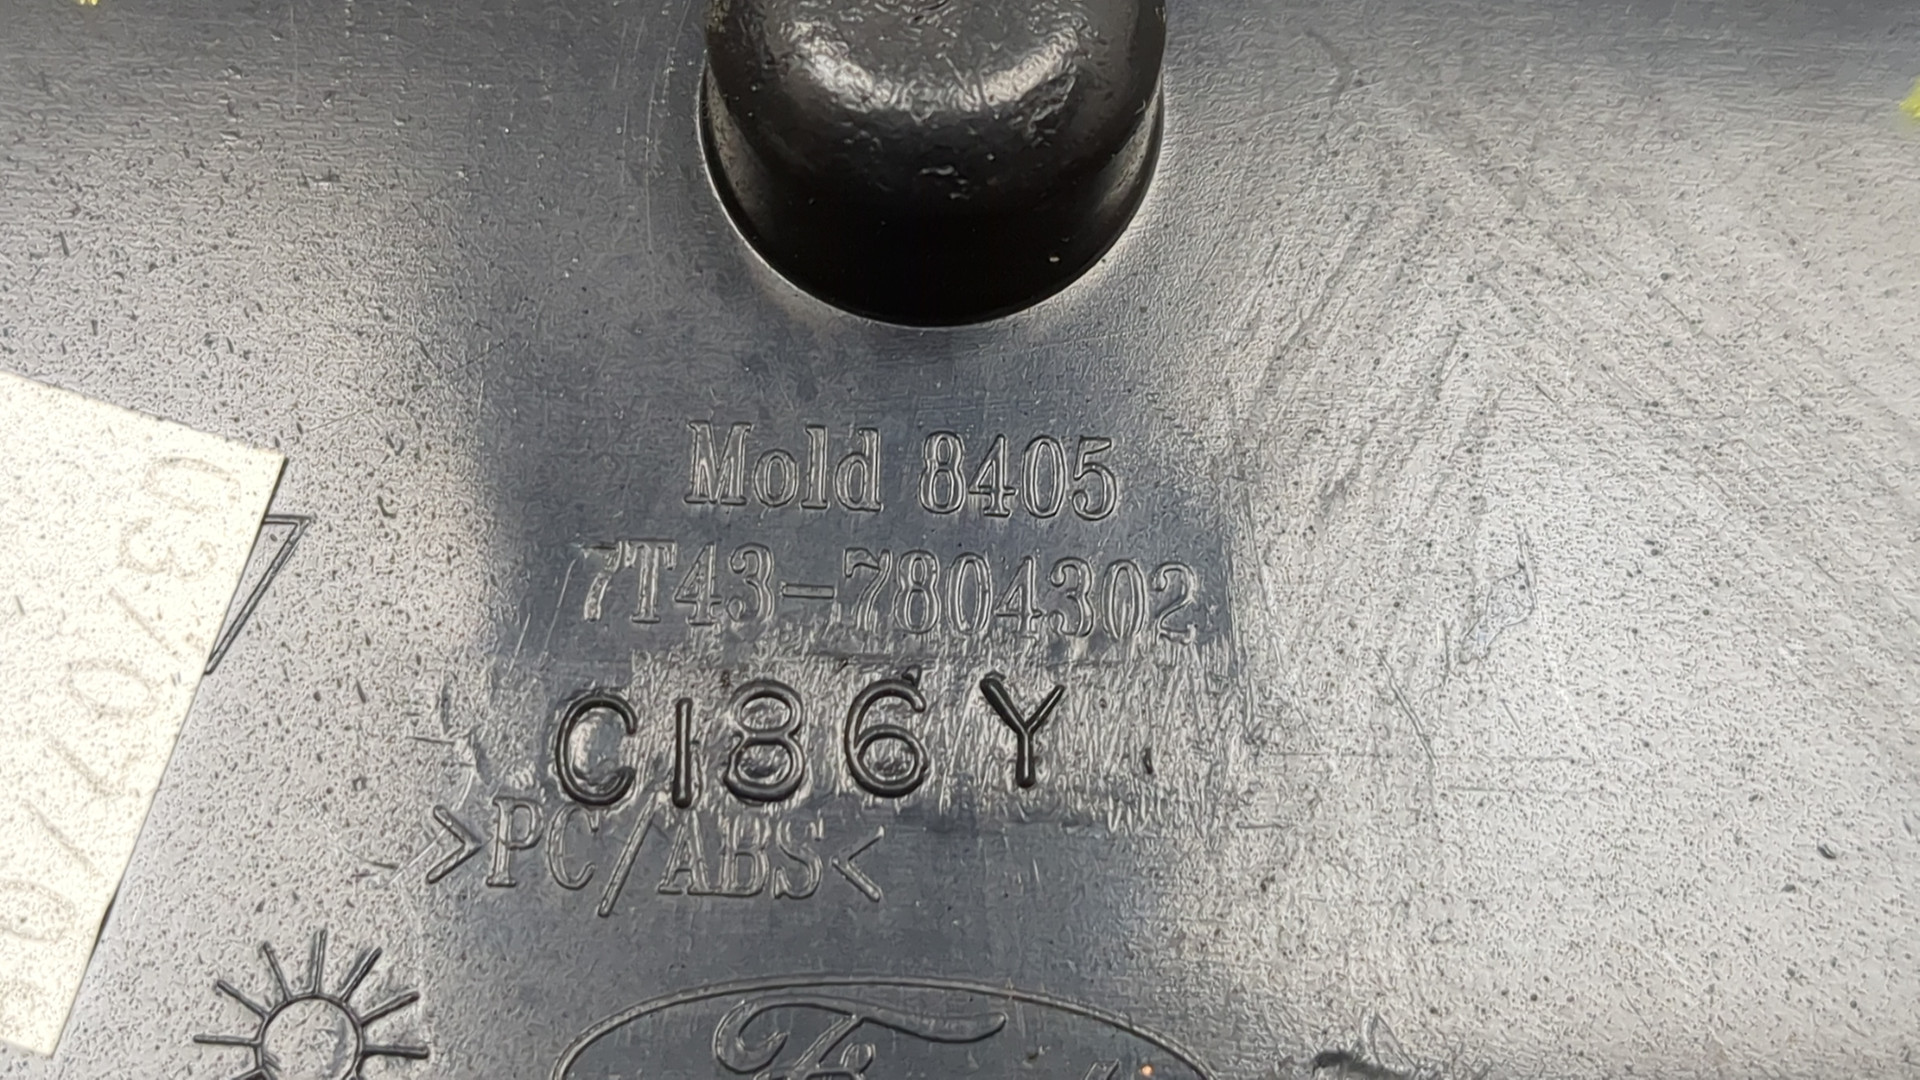 Mold 8405
7T43-7804302
C186Y
>PC/ABS<